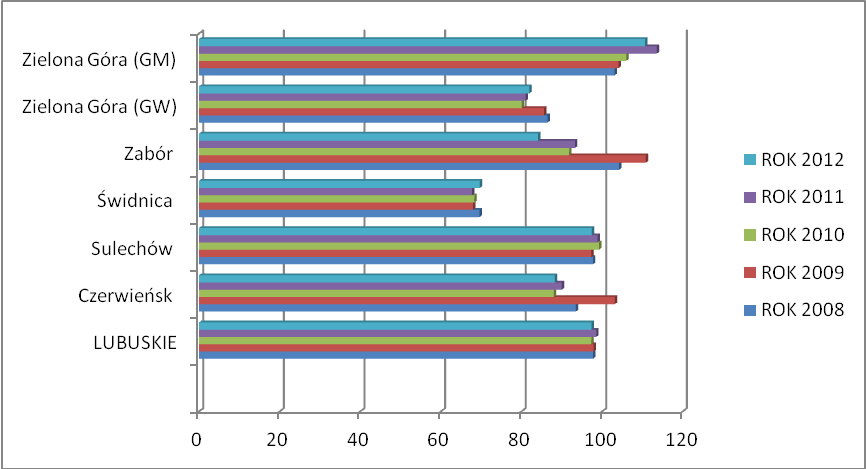 Zielona Góra (GM)
Zielona Góra (GW)
Zabór
Świdnica
Sulechów
Czerwieńsk
LUBUSKIE
0 20 40 60 80 100 120
ROK 2012
ROK 2011
ROK 2010
ROK 2009
ROK 2008